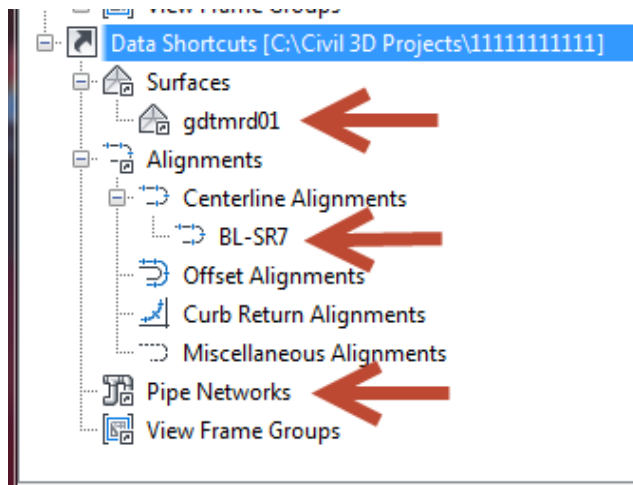 View Frame Groups
Data Shortcuts [C:\Civil 3D Projects\11111111111]
Surfaces
gdtmrd01
Alignments
Centerline Alignments
BL-SR7
Offset Alignments
Curb Return Alignments
Miscellaneous Alignments
Pipe Networks
View Frame Groups